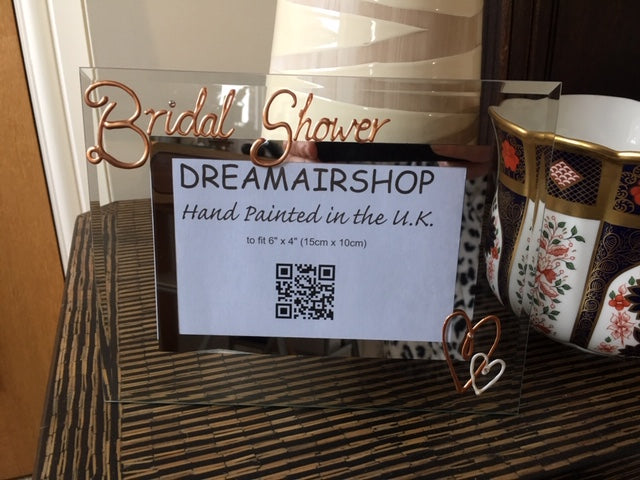 Bridal Shower
DREAMAIRSHOP
Hand Painted in the U.K.
to fit 6" x 4" (15cm x 10cm)